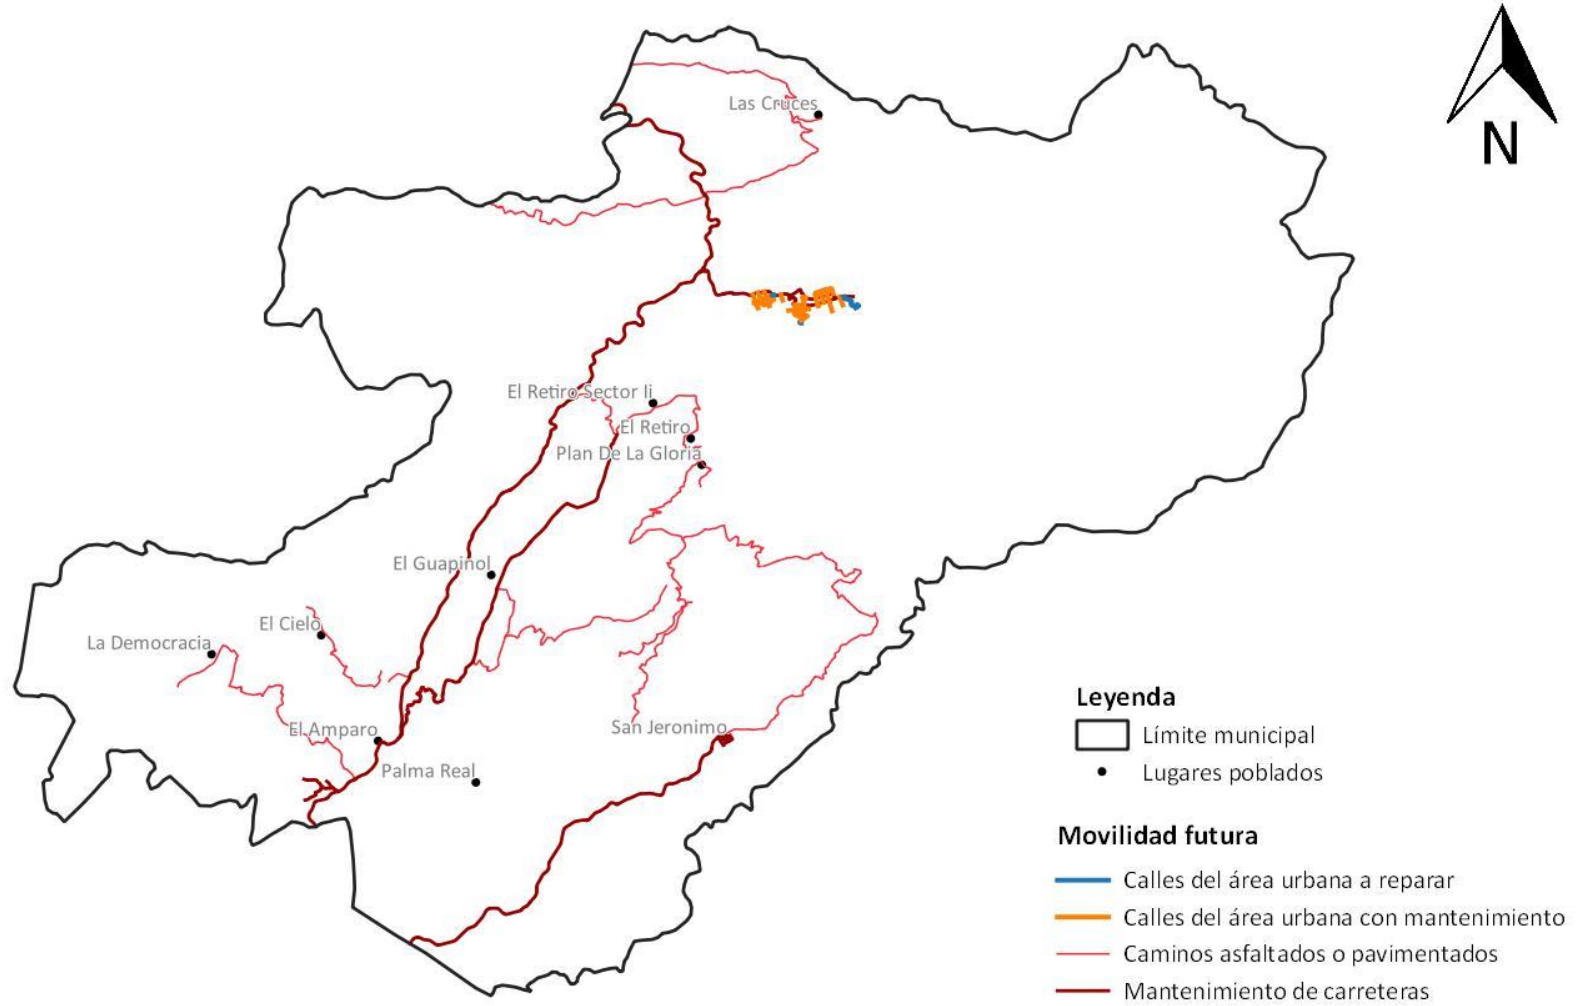 N
Las Cruces
El Retiro Sector Ii
El Retiro
Plan De La Gloria
El Guapinol
El Cielo
La Democracia
El Amparo
San Jeronimo
Palma Real
Leyenda
Límite municipal
Lugares poblados
Movilidad futura
Calles del área urbana a reparar
Calles del área urbana con mantenimiento
Caminos asfaltados o pavimentados
Mantenimiento de carreteras